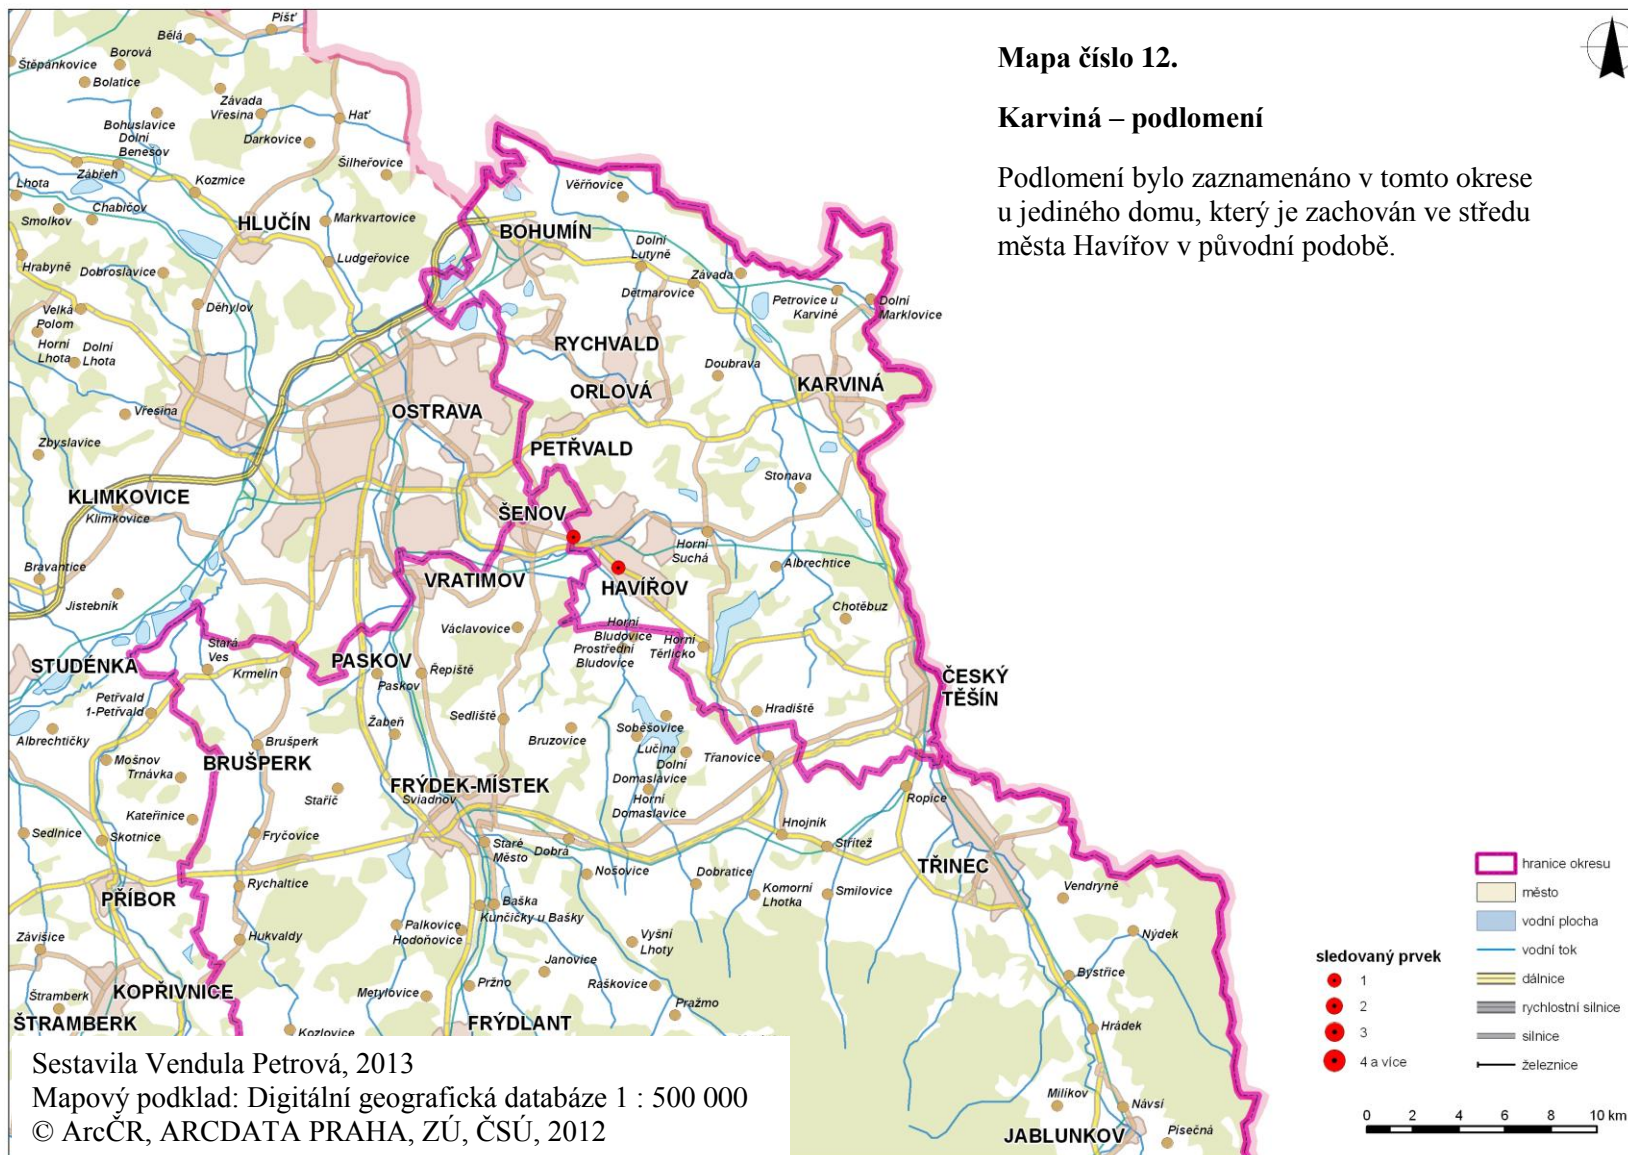 Mapa číslo 12.
Karviná – podlomení
Podlomení bylo zaznamenáno v tomto okrese
u jediného domu, který je zachován ve středu
města Havířov v původní podobě.
Píšť
Bělá
Borová
Štěpánkovice
Bolatice
Závada
Vřesina
Hať
Bohuslavice
Darkovice
Dolní
Benešov
Šilheřovice
Zábřeh
Kozmice
Lhota
Smolkov
Chabičov
HLUČÍN
Markvartovice
Věřňovice
BOHUMÍN
Dolní
Lutyně
Hrabyně
Dobroslavice
Ludgeřovice
Závada
Dětmarovice
Petrovice u
Karviné
Dolní
Marklovice
Velká
Polom
Děhylov
Horní
Lhota
Dolní
Lhota
RYCHVALD
Doubrava
ORLOVÁ
KARVINÁ
Vřesina
OSTRAVA
Zbyslavice
PETŘVALD
Stonava
KLIMKOVICE
Klimkovice
ŠENOV
Horní
Suchá
Bravantice
Albrechtice
VRATIMOV
HAVÍŘOV
Jistebník
Chotěbuz
Václavovice
Horní
Bludovice
Prostřední
Bludovice
Horní
Těrlicko
Stará
Ves
STUDÉNKA
PASKOV
Krmelín
Paskov
Řepiště
ČESKÝ
TĚŠÍN
Petřvald
1-Petřvald
Žabeň
Sedliště
Hradiště
Albrechtičky
Soběšovice
Bruzovice
Brušperk
Lučina
Dolní
Domaslavice
Třanovice
Mošnov
Trnávka
BRUŠPERK
FRÝDEK-MÍSTEK
Sviadnov
Staříč
Horní
Domaslavice
Ropice
Kateřinice
Hnojník
Sedlnice
Skotnice
Fryčovice
Staré
Město
Dobrá
Střítež
TŘINEC
Nošovice
Rychaltice
Dobratice
Komorní
Lhotka
Smilovice
Vendryně
PŘÍBOR
Baška
Kunčičky u Bašky
Palkovice
Hodoňovice
Závišice
Hukvaldy
Vyšní
Lhoty
Nýdek
Janovice
Bystřice
KOPŘIVNICE
Štramberk
Metylovice
Pržno
Raškovice
Pražmo
ŠTRAMBERK
Kozlovice
FRÝDLANT
Hrádek
Milíkov
Návsí
JABLUNKOV
Písečná
sledovaný prvek
1
2
3
4 a více
hranice okresu
město
vodní plocha
vodní tok
dálnice
rychlostní silnice
silnice
železnice
0 2 4 6 8 10 km
Sestavila Vendula Petrová, 2013
Mapový podklad: Digitální geografická databáze 1 : 500 000
© ArcČR, ARCDATA PRAHA, ZÚ, ČSÚ, 2012